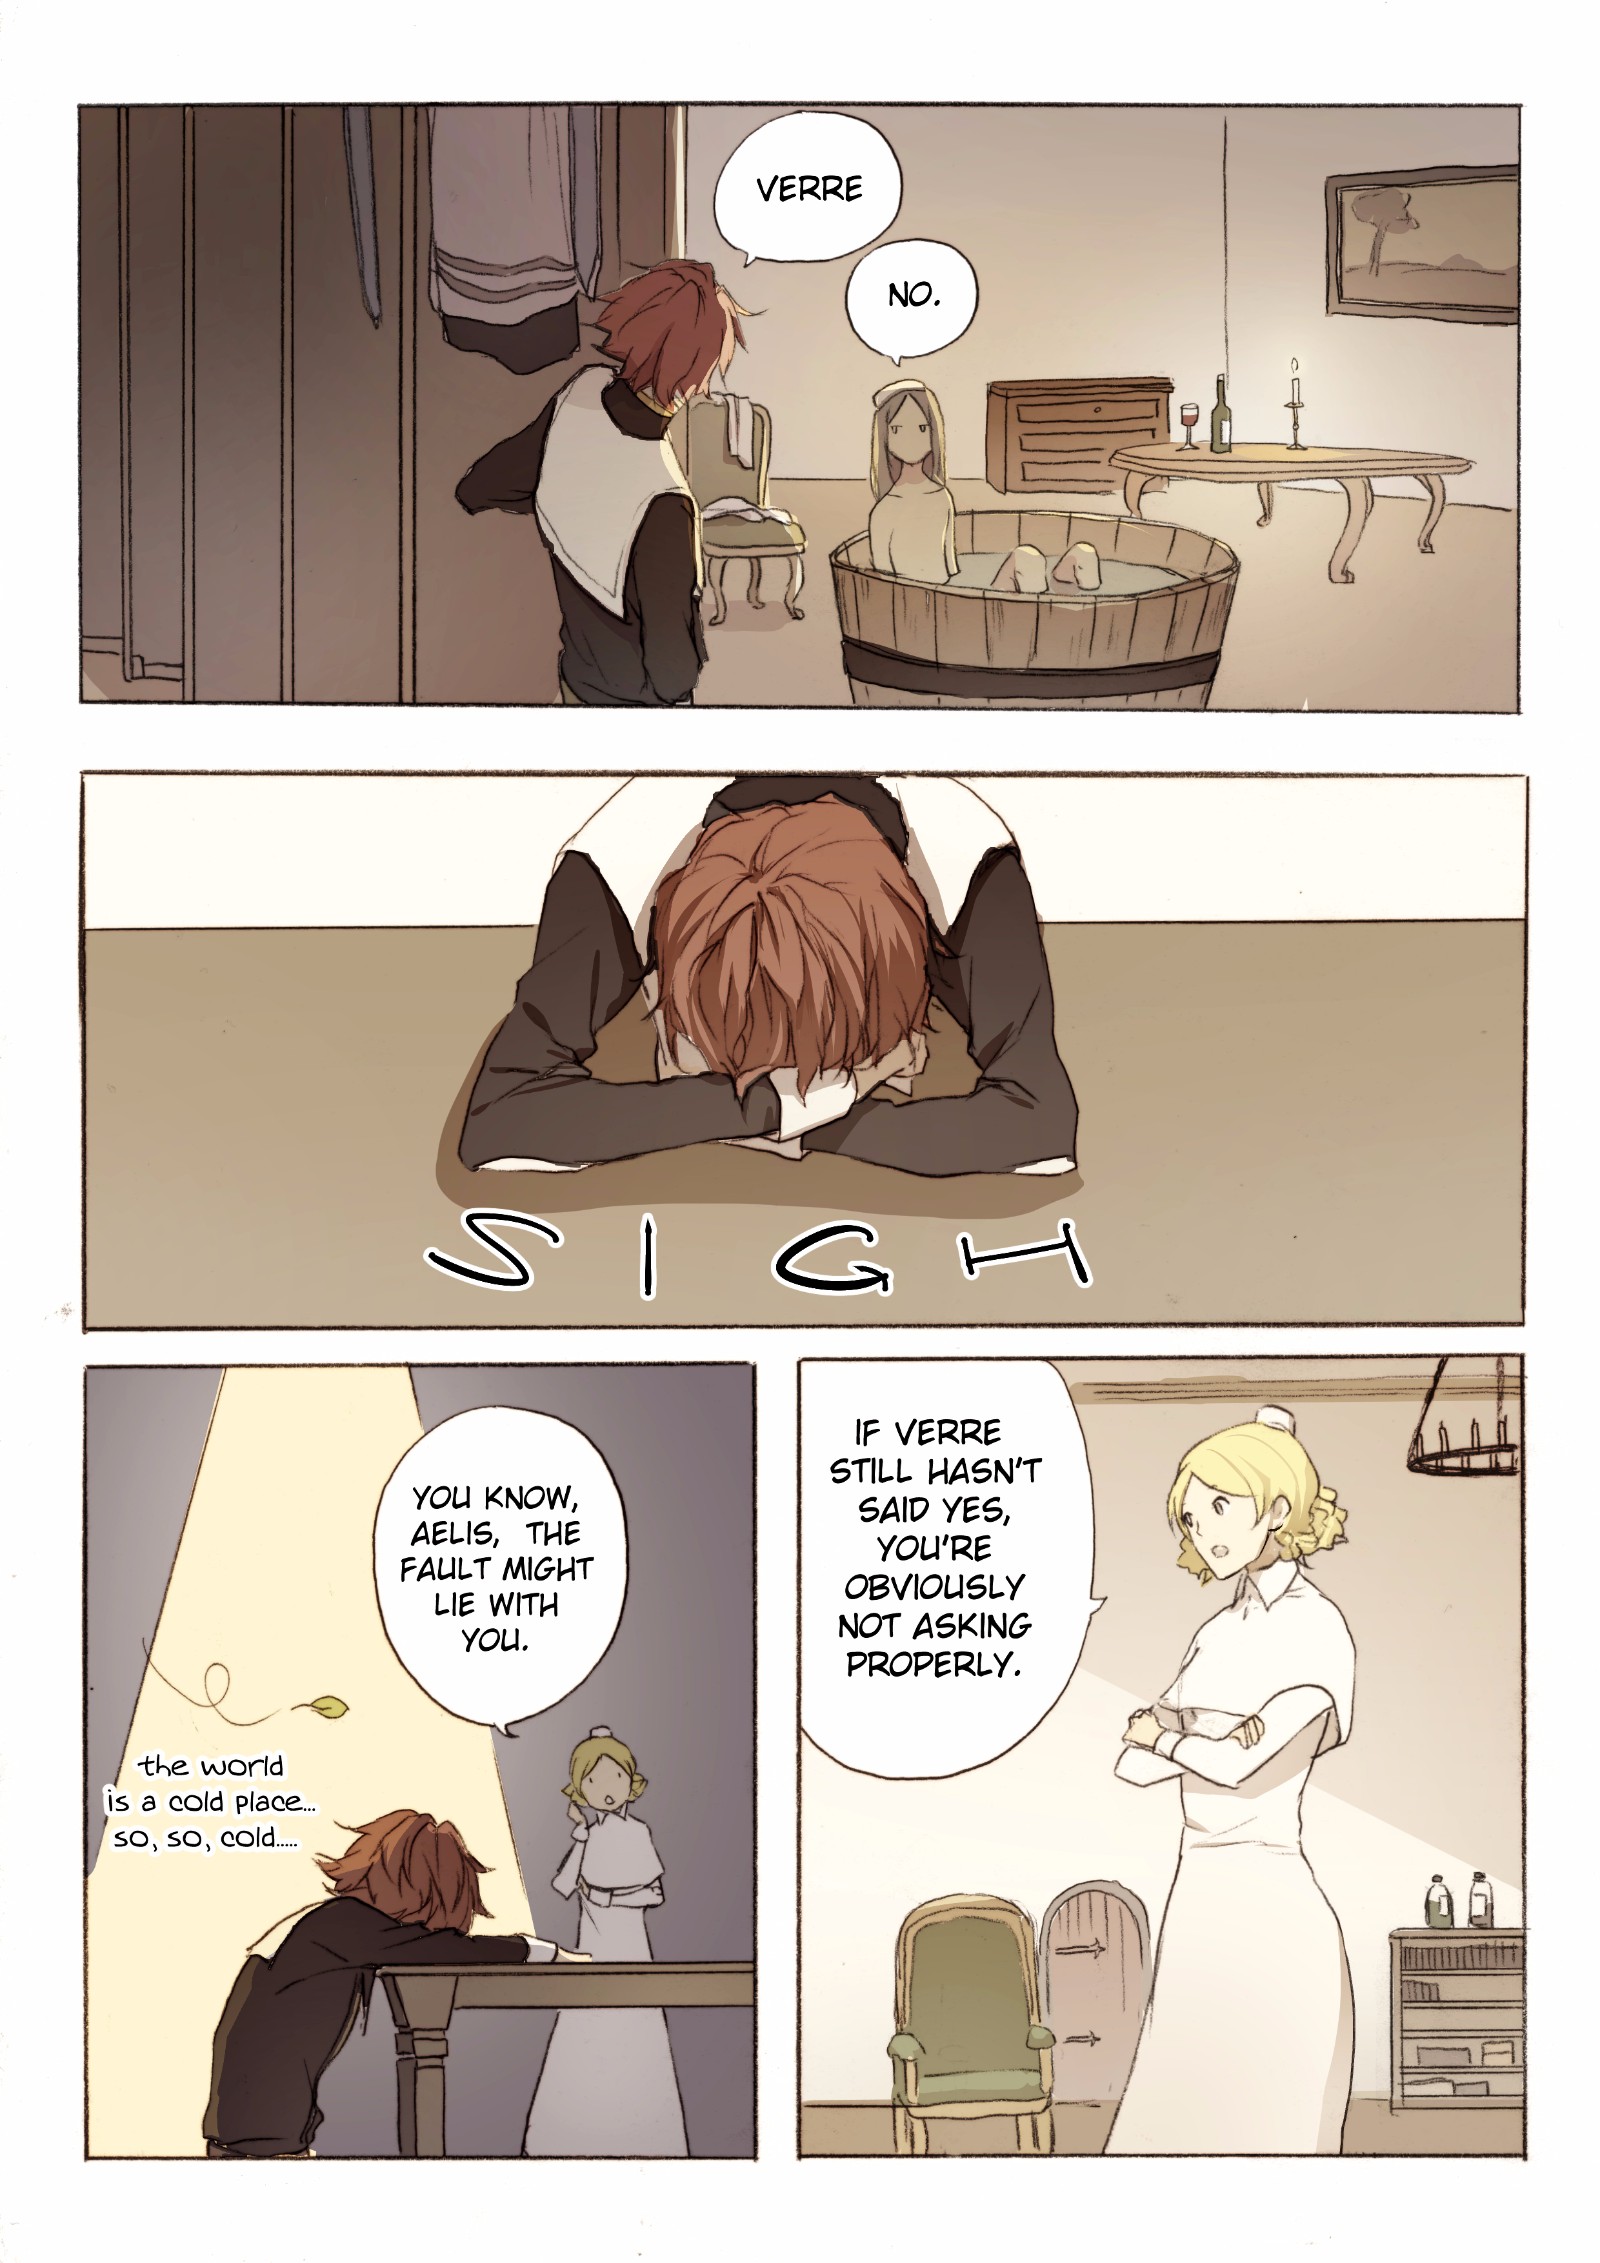 VERRE
NO.
SIGH
YOU KNOW,
AELIS, THE
FAULT MIGHT
LIE WITH
YOU.
the world
is a cold place...
so, so, cold.....
IF VERRE
STILL HASN'T
SAID YES,
YOU'RE
OBVIOUSLY
NOT ASKING
PROPERLY.